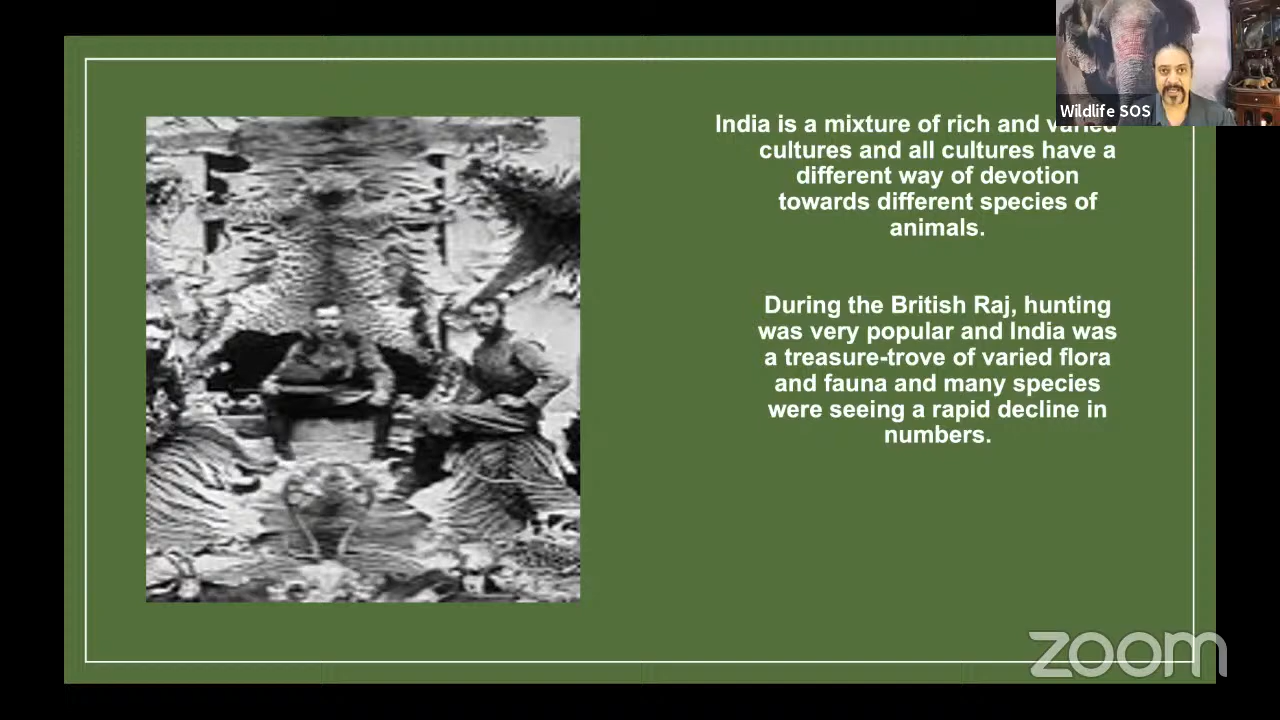 Wildlife SOS
India is a mixture of rich and varied
cultures and all cultures have a
different way of devotion
towards different species of
animals.
During the British Raj, hunting
was very popular and India was
a treasure-trove of varied flora
and fauna and many species
were seeing a rapid decline in
numbers.
zoom